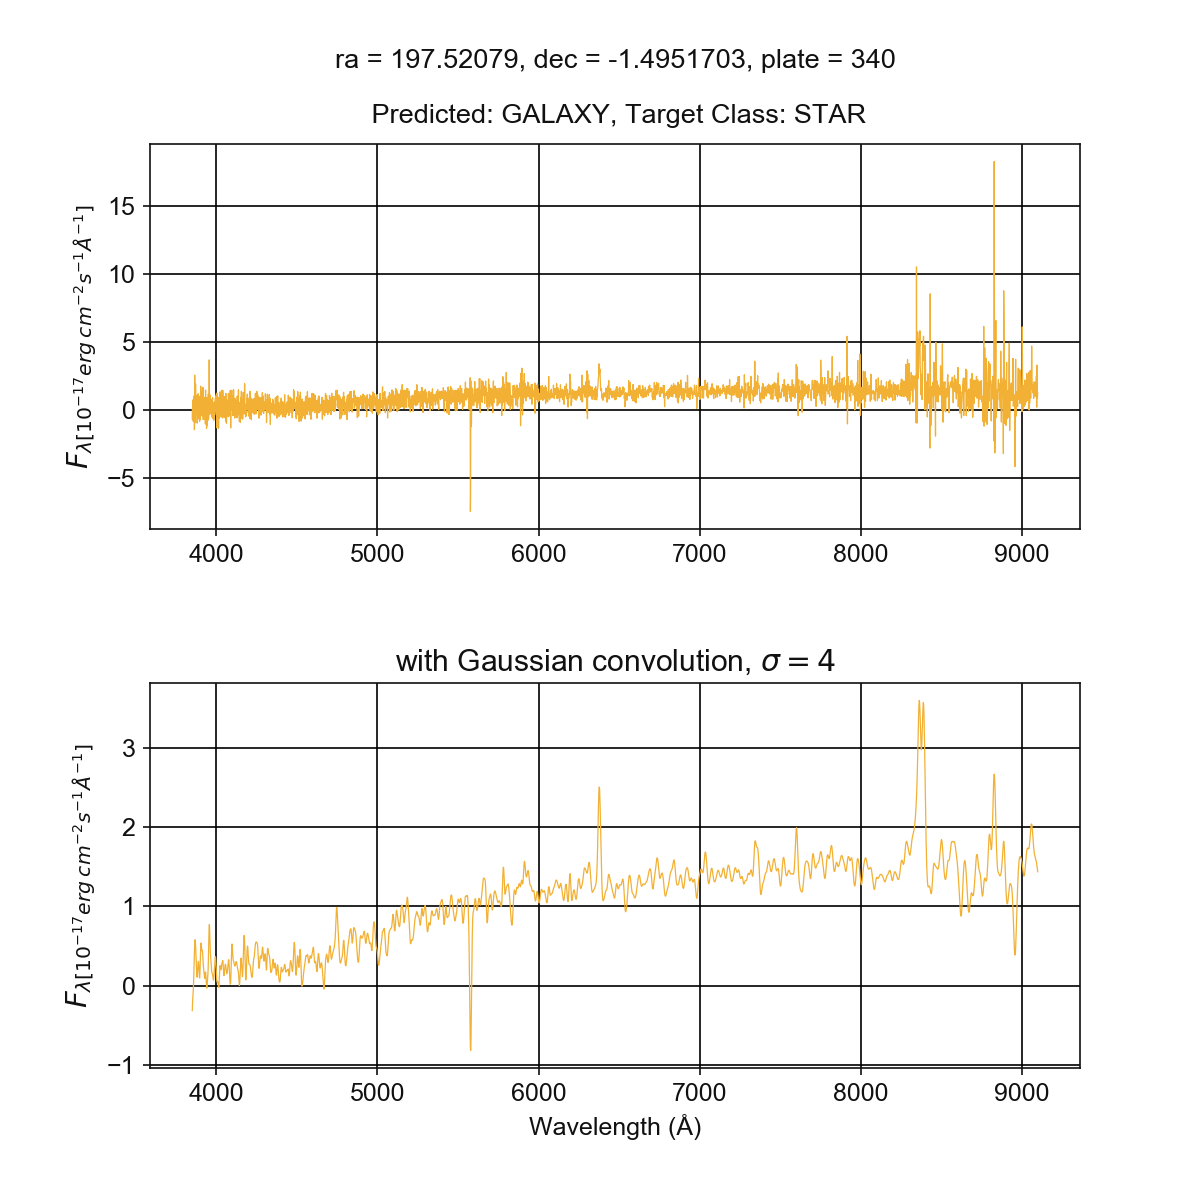 ra = 197.52079, dec = -1.4951703, plate = 340
Predicted: GALAXY, Target Class: STAR
F_λ[10⁻¹⁷erg cm⁻²s⁻¹Å⁻¹]
15
10
5
0
−5
4000 5000 6000 7000 8000 9000
with Gaussian convolution, σ = 4
F_λ[10⁻¹⁷erg cm⁻²s⁻¹Å⁻¹]
3
2
1
0
−1
4000 5000 6000 7000 8000 9000
Wavelength (Å)